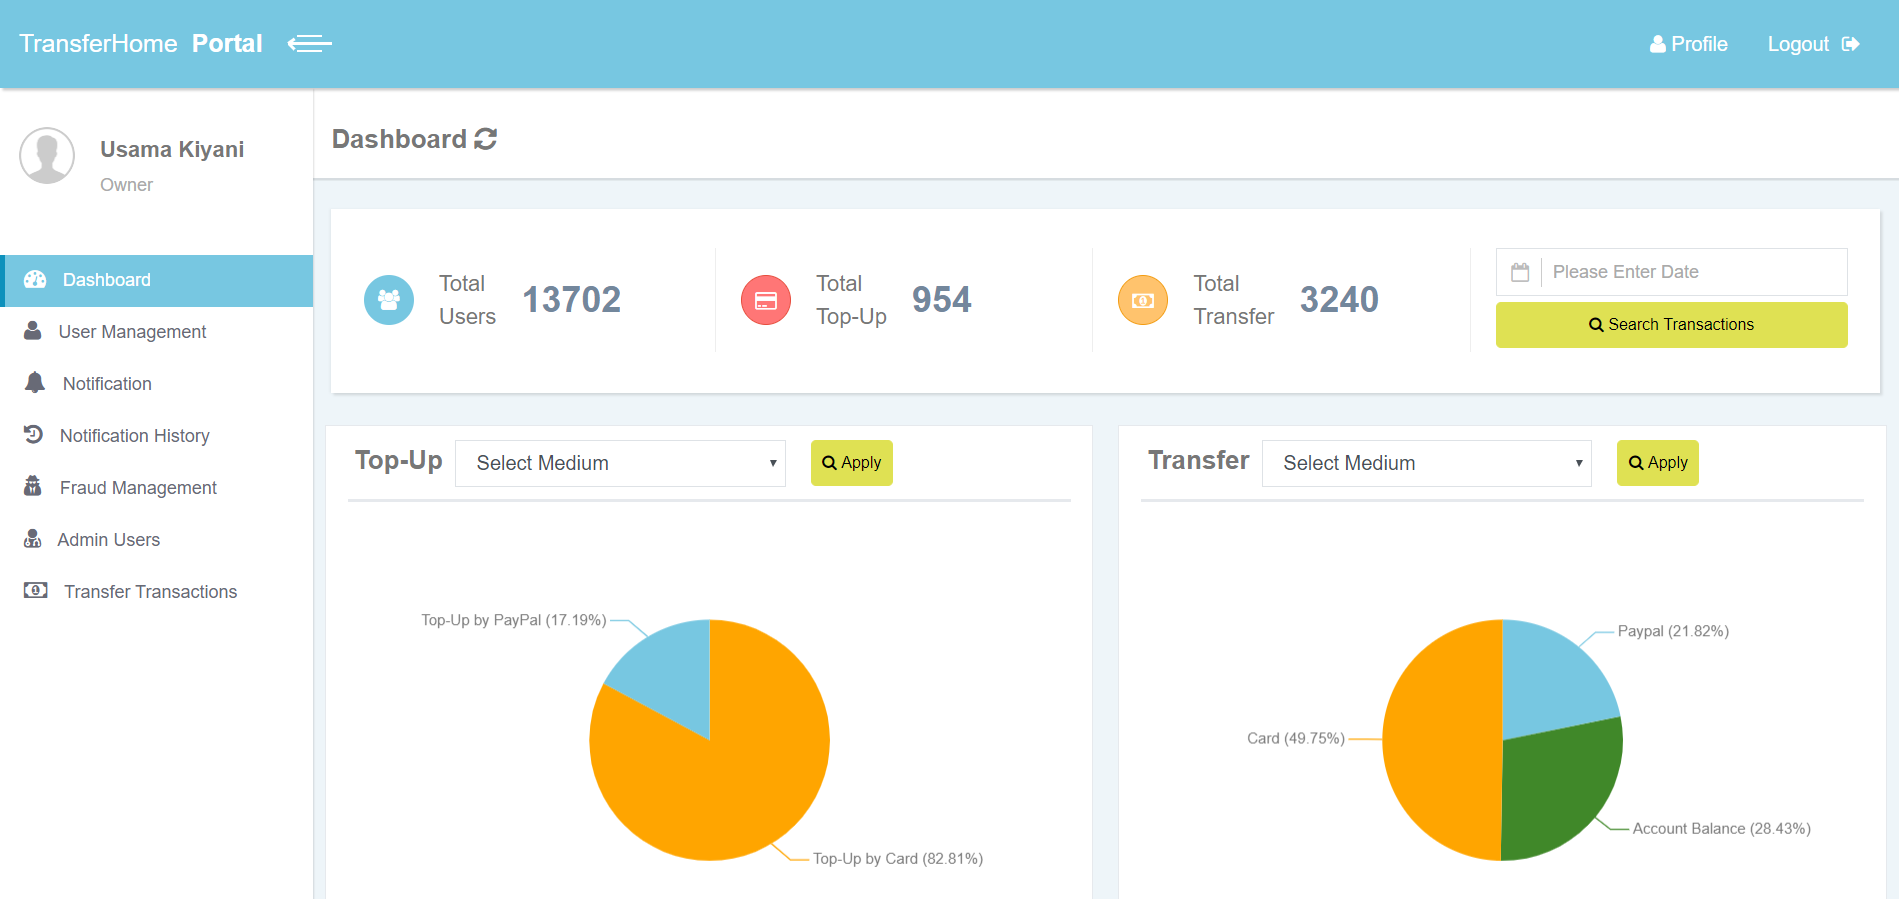 TransferHome Portal
Profile
Logout
Usama Kiyani
Owner
Dashboard
User Management
Notification
Notification History
Fraud Management
Admin Users
Transfer Transactions
Dashboard
Total
Users
13702
Total
Top-Up
954
Total
Transfer
3240
Please Enter Date
Search Transactions
Top-Up
Select Medium
Apply
Top-Up by PayPal (17.19%)
Top-Up by Card (82.81%)
Transfer
Select Medium
Apply
Paypal (21.82%)
Card (49.75%)
Account Balance (28.43%)